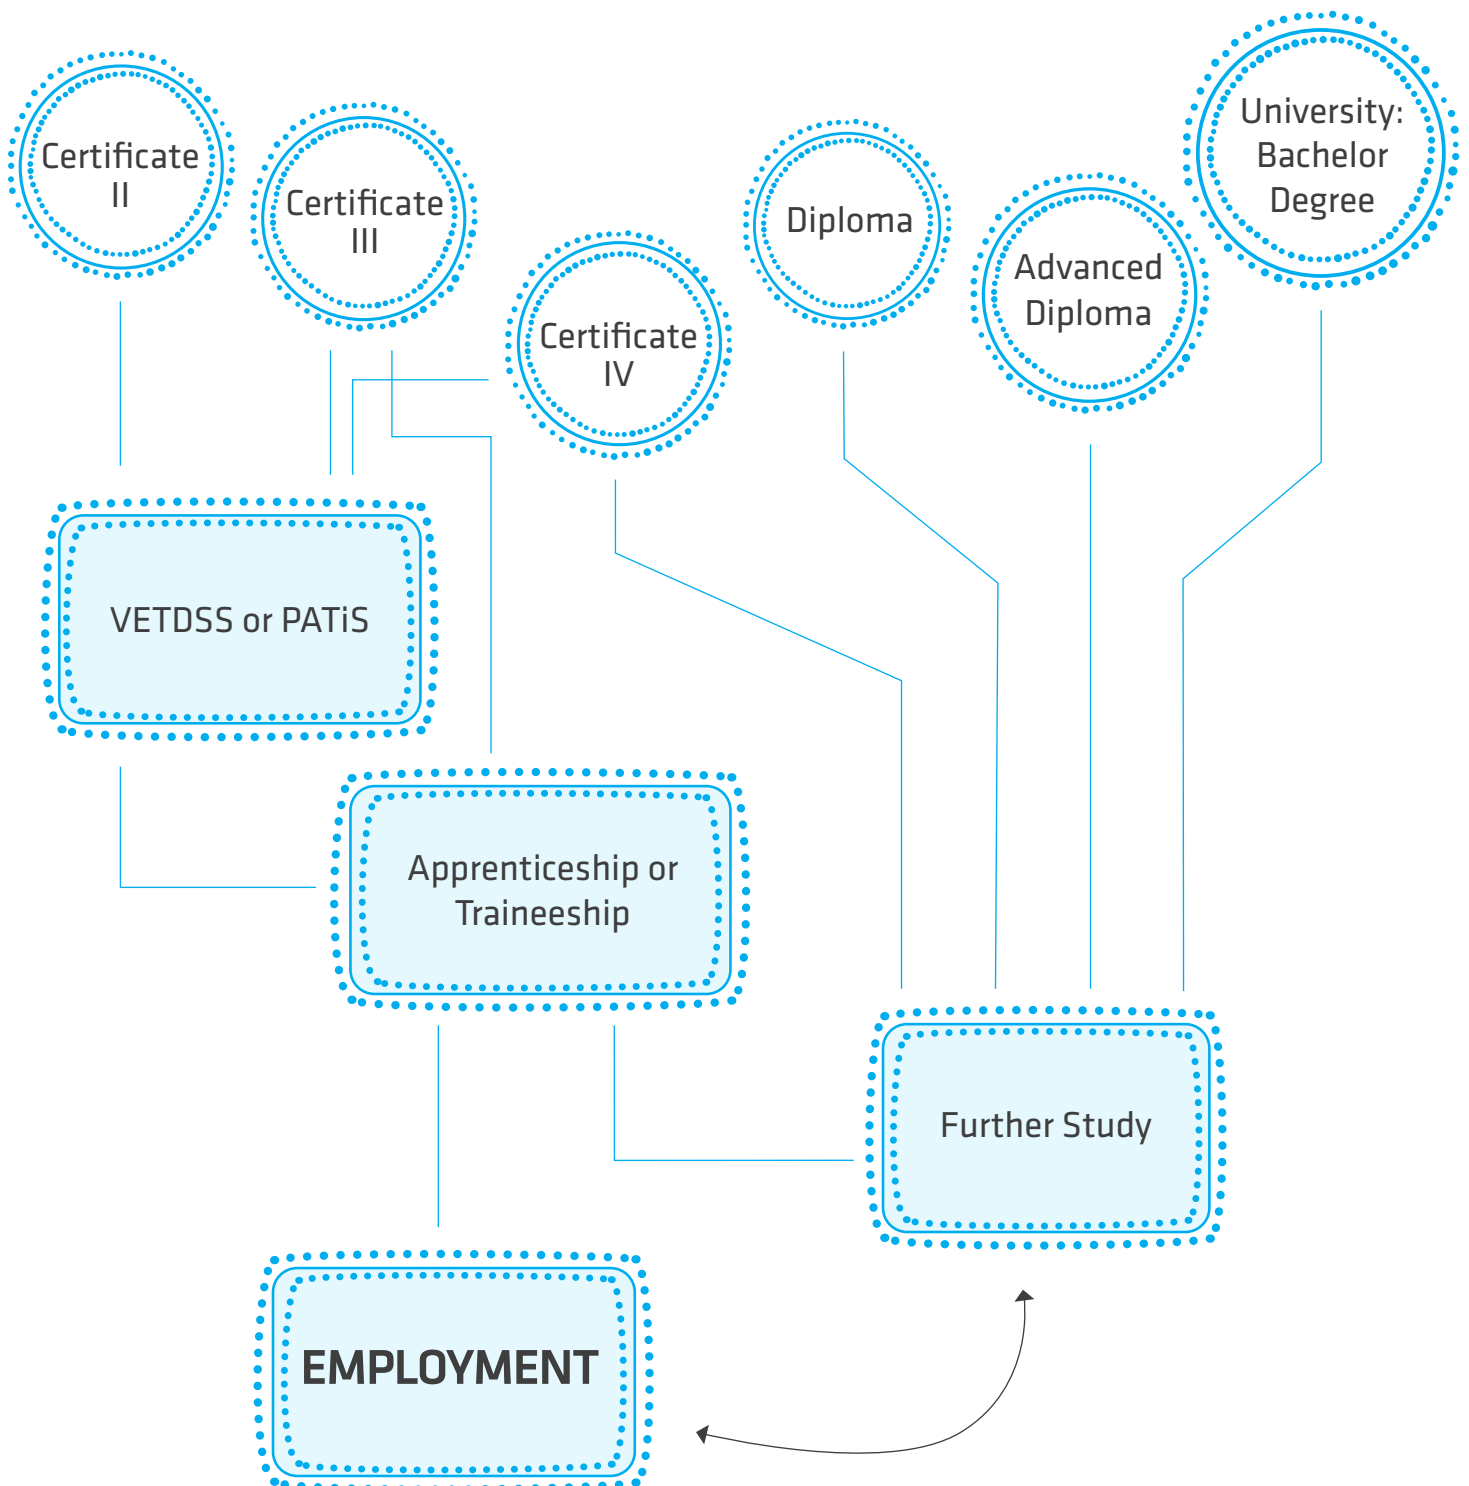 Certificate
II
Certificate
III
Certificate
IV
Diploma
Advanced
Diploma
University:
Bachelor
Degree
VETDSS or PATiS
Apprenticeship or
Traineeship
Further Study
EMPLOYMENT